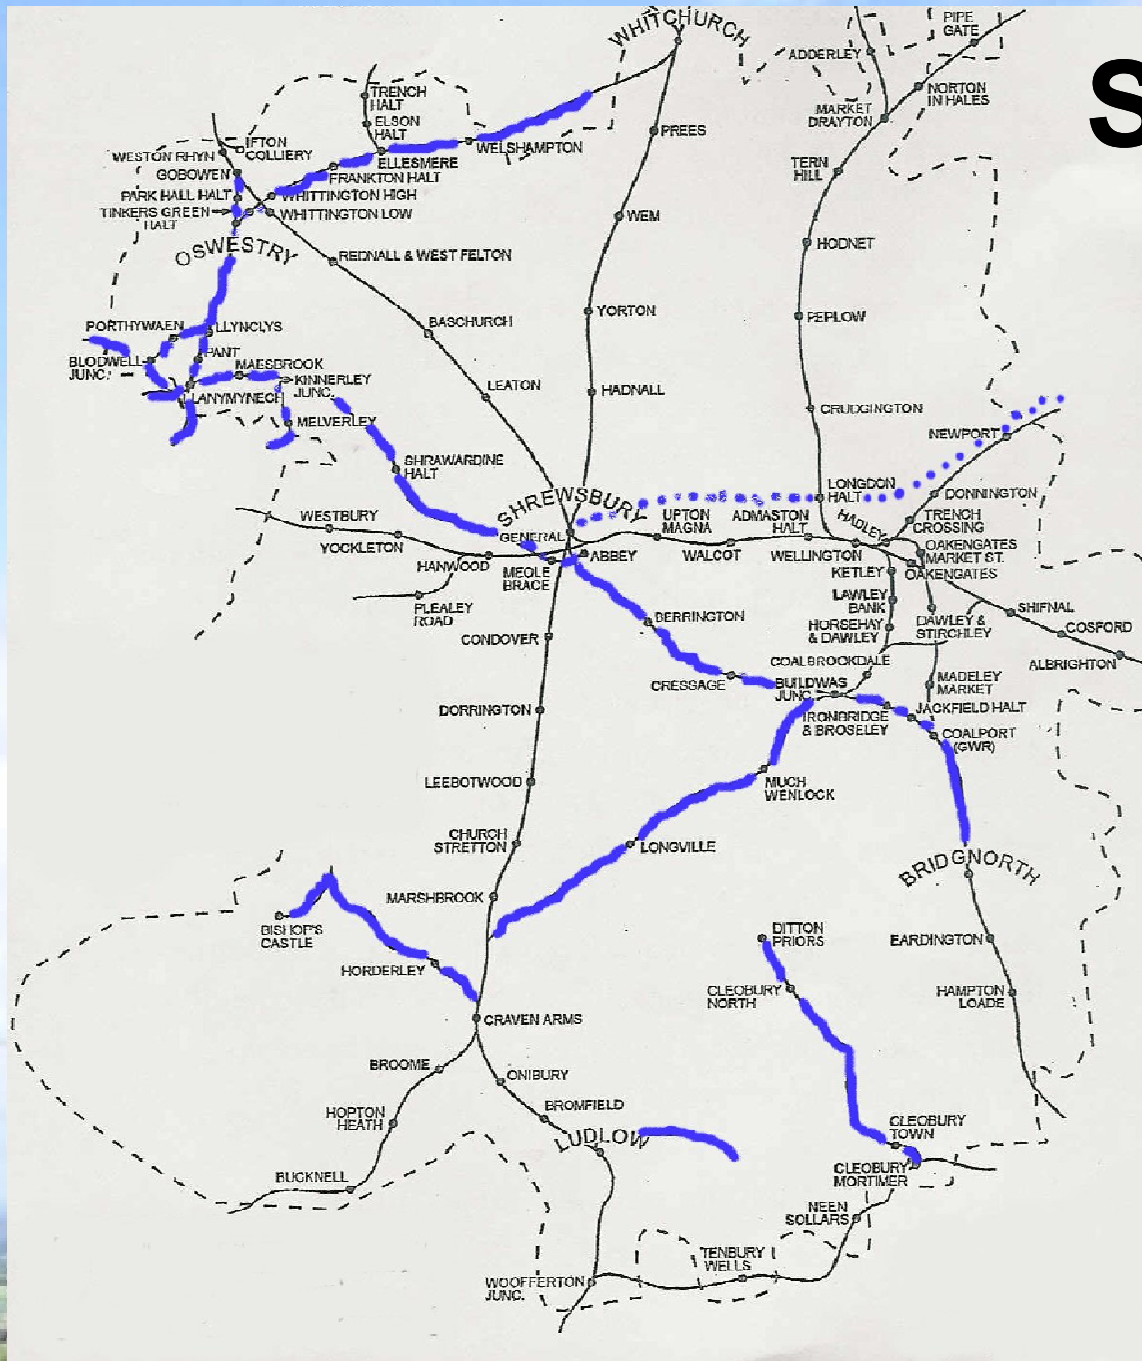 WHITCHURCH
PIPE
GATE
ADDERLEY
S
NORTON
IN HALES
MARKET
DRAYTON
TRENCH
HALT
ELSON
HALT
PREES
IFTON
COLLIERY
WESTON RHYN
WELSHAMPTON
ELLESMERE
GOBOWEN
FRANKTON HALT
TERN
HILL
PARK HALL HALT
WHITTINGTON HIGH
TINKERS GREEN
HALT
WHITTINGTON LOW
WEM
OSWESTRY
REDNALL & WEST FELTON
HODNET
YORTON
PEPLOW
PORTHYWAEN
LLYNCLYS
BASCHURCH
PANT
BLODWELL
JUNC.
MAESBROOK
KINNERLEY
JUNC.
LEATON
HADNALL
LLANYMYNECH
MELVERLEY
CRUDGINGTON
NEWPORT
SHRAWARDINE
HALT
LONGDON
HALT
DONNINGTON
SHREWSBURY
WESTBURY
UPTON
MAGNA
ADMASTON
HALT
HADLEY
TRENCH
CROSSING
YOCKLETON
GENERAL
ABBEY
WALCOT
WELLINGTON
OAKENGATES
MARKET ST.
HANWOOD
MEOLE
BRACE
KETLEY
OAKENGATES
PLEALEY
ROAD
LAWLEY
BANK
SHIFNAL
BERRINGTON
HORSEHAY
& DAWLEY
DAWLEY &
STIRCHLEY
COSFORD
CONDOVER
COALBROOKDALE
ALBRIGHTON
CRESSAGE
BUILDWAS
JUNC.
MADELEY
MARKET
DORRINGTON
IRONBRIDGE
& BROSELEY
JACKFIELD HALT
COALPORT
(GWR)
LEEBOTWOOD
MUCH
WENLOCK
CHURCH
STRETTON
LONGVILLE
BRIDGNORTH
MARSHBROOK
BISHOP'S
CASTLE
DITTON
PRIORS
EARDINGTON
HORDERLEY
CLEOBURY
NORTH
HAMPTON
LOADE
CRAVEN ARMS
BROOME
ONIBURY
HOPTON
HEATH
BROMFIELD
LUDLOW
CLEOBURY
TOWN
BUCKNELL
CLEOBURY
MORTIMER
NEEN
SOLLARS
TENBURY
WELLS
WOOFFERTON
JUNC.